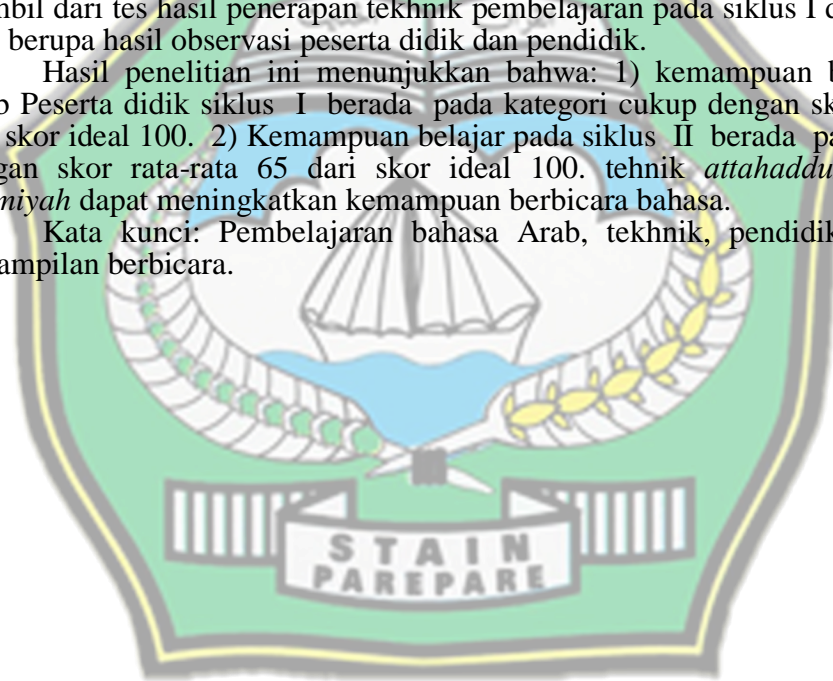 mbil dari tes hasil penerapan tekhnik pembelajaran pada siklus I d
berupa hasil observasi peserta didik dan pendidik.
Hasil penelitian ini menunjukkan bahwa: 1) kemampuan b
b Peserta didik siklus I berada pada kategori cukup dengan sk
skor ideal 100. 2) Kemampuan belajar pada siklus II berada pa
gan skor rata-rata 65 dari skor ideal 100. tehnik attahaddu
miyah dapat meningkatkan kemampuan berbicara bahasa.
Kata kunci: Pembelajaran bahasa Arab, tekhnik, pendidik
ampilan berbicara.
STAIN
PAREPARE